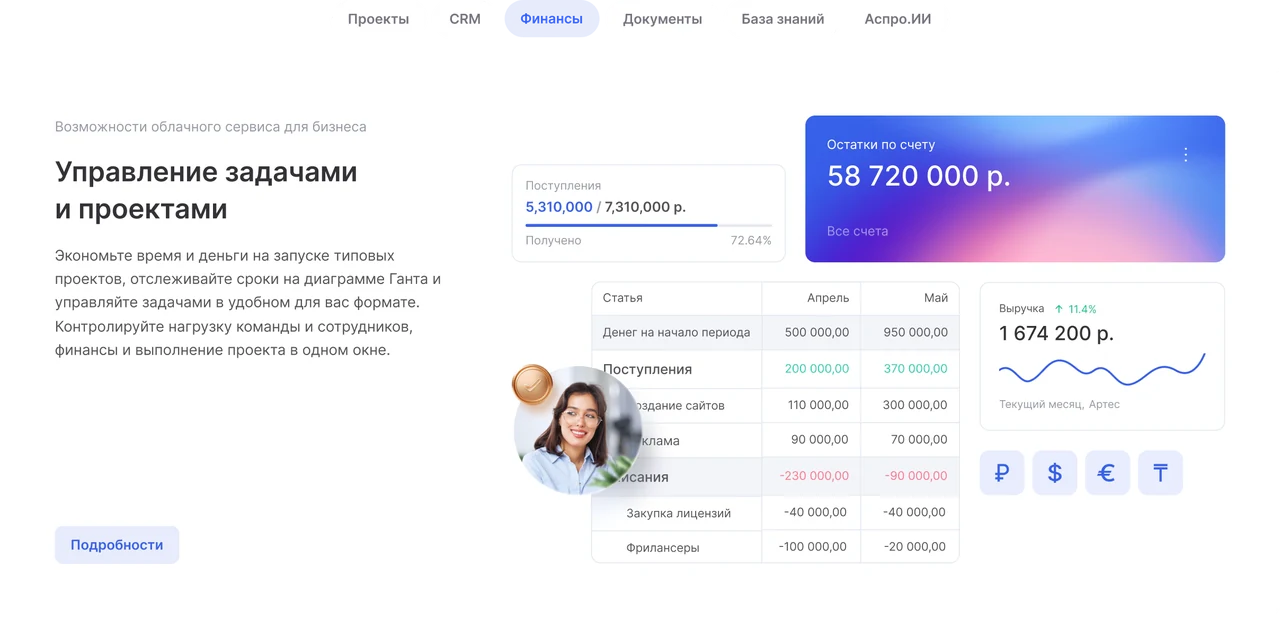 Проекты CRM Финансы Документы База знаний Аспро.ИИ
Возможности облачного сервиса для бизнеса
Управление задачами
и проектами
Экономьте время и деньги на запуске типовых
проектов, отслеживайте сроки на диаграмме Ганта и
управляйте задачами в удобном для вас формате.
Контролируйте нагрузку команды и сотрудников,
финансы и выполнение проекта в одном окне.
Подробности
Поступления
5,310,000 / 7,310,000 р.
Получено 72.64%
Остатки по счету
58 720 000 р.
Все счета
Статья Апрель Май
Денег на начало периода 500 000,00 950 000,00
Поступления 200 000,00 370 000,00
сайтов 110 000,00 300 000,00
90 000,00 70 000,00
-230 000,00 -90 000,00
Закупка лицензий -40 000,00 -40 000,00
Фрилансеры -100 000,00 -20 000,00
Выручка ↑ 11.4%
1 674 200 р.
Текущий месяц, Артес
₽ $ € ₸